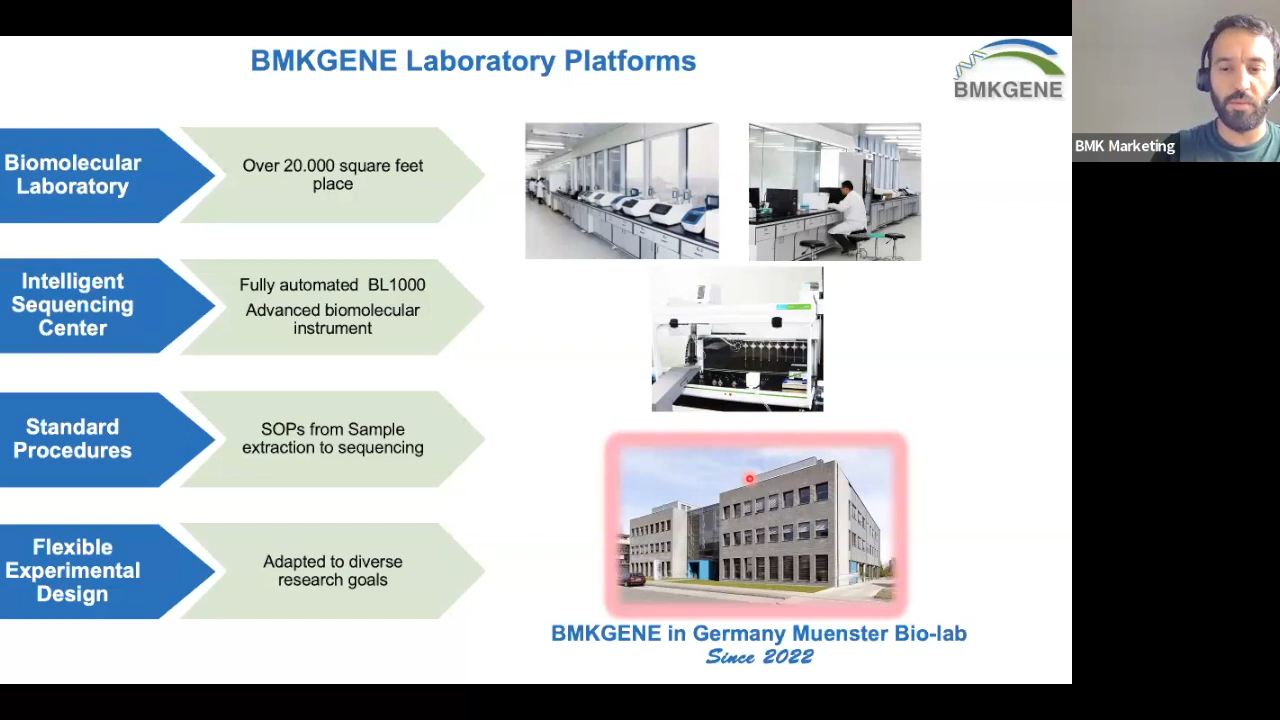 BMKGENE Laboratory Platforms
BMKGENE
BMK Marketing
Biomolecular
Laboratory
Over 20.000 square feet
place
Intelligent
Sequencing
Center
Fully automated BL1000
Advanced biomolecular
instrument
Standard
Procedures
SOPs from Sample
extraction to sequencing
Flexible
Experimental
Design
Adapted to diverse
research goals
BMKGENE in Germany Muenster Bio-lab
Since 2022